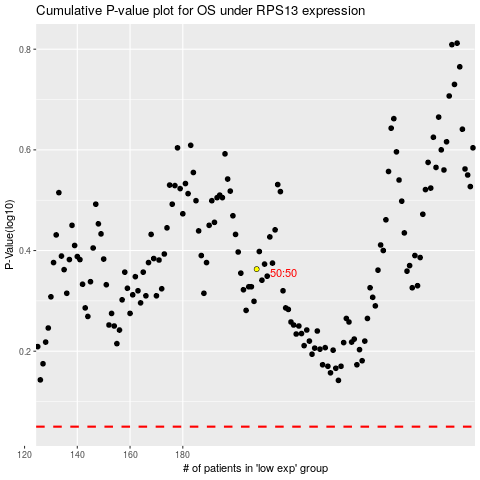 Cumulative P-value plot for OS under RPS13 expression
P-Value(log10)
0.8
0.6
0.4
0.2
50:50
120 140 160 180
# of patients in 'low exp' group